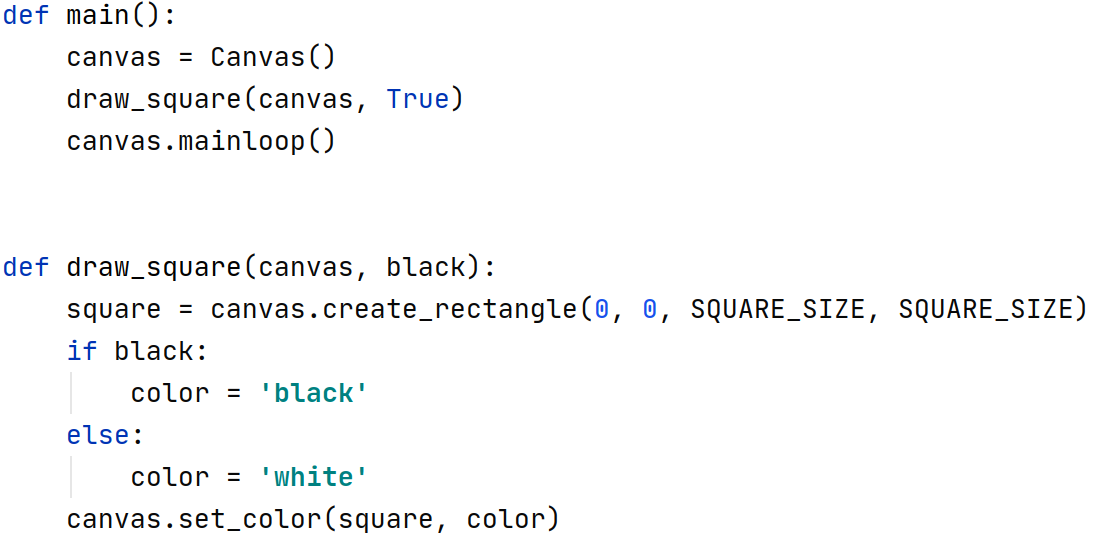 def main():
    canvas = Canvas()
    draw_square(canvas, True)
    canvas.mainloop()
def draw_square(canvas, black):
    square = canvas.create_rectangle(0, 0, SQUARE_SIZE, SQUARE_SIZE)
    if black:
        color = 'black'
    else:
        color = 'white'
    canvas.set_color(square, color)